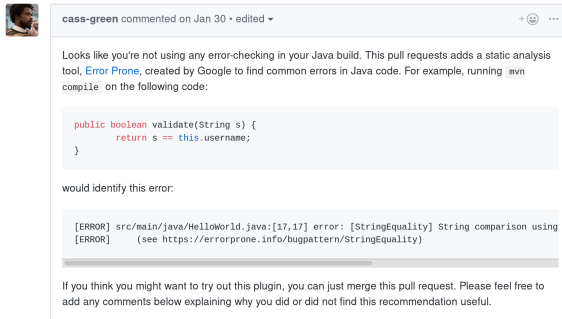 cass-green commented on Jan 30 • edited
Looks like you're not using any error-checking in your Java build. This pull requests adds a static analysis
tool, Error Prone, created by Google to find common errors in Java code. For example, running mvn
compile on the following code:
public boolean validate(String s) {
return s == this.username;
}
would identify this error:
[ERROR] src/main/java/HelloWorld.java:[17,17] error: [StringEquality] String comparison using
[ERROR] (see https://errorprone.info/bugpattern/StringEquality)
If you think you might want to try out this plugin, you can just merge this pull request. Please feel free to
add any comments below explaining why you did or did not find this recommendation useful.